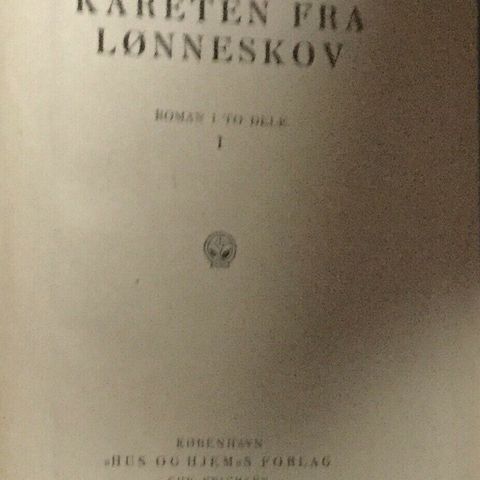 KARETEN FRA
LØNNESKOV
ROMAN I TO DELE
I
KØBENHAVN
»HUS OG HJEM«S FORLAG